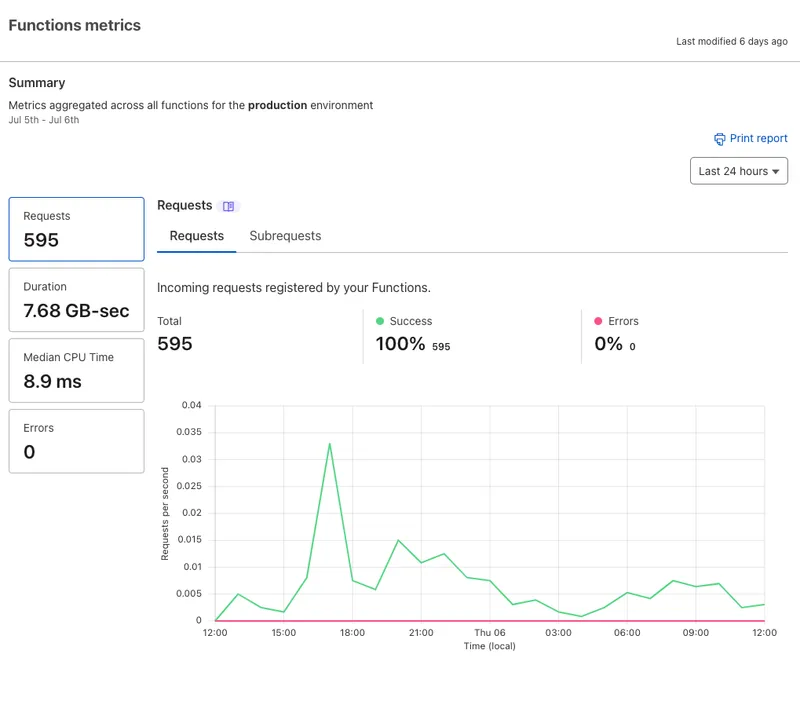 Functions metrics
Last modified 6 days ago
Summary
Metrics aggregated across all functions for the production environment
Jul 5th - Jul 6th
Print report
Last 24 hours
Requests
595
Duration
7.68 GB-sec
Median CPU Time
8.9 ms
Errors
0
Requests
Requests Subrequests
Incoming requests registered by your Functions.
Total
595
Success
100% 595
Errors
0% 0
Requests per second
0.04
0.035
0.03
0.025
0.02
0.015
0.01
0.005
0
12:00 15:00 18:00 21:00 Thu 06 03:00 06:00 09:00 12:00
Time (local)